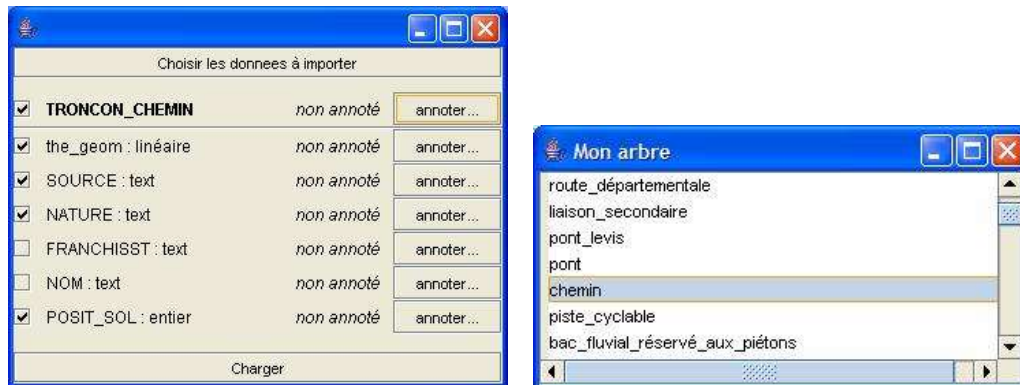 Choisir les donnees à importer
TRONCON_CHEMIN non annoté annoter...
the_geom : linéaire non annoté annoter...
SOURCE : text non annoté annoter...
NATURE : text non annoté annoter...
FRANCHISST : text non annoté annoter...
NOM : text non annoté annoter...
POSIT_SOL : entier non annoté annoter...
Charger
Mon arbre
route_départementale
liaison_secondaire
pont_levis
pont
chemin
piste_cyclable
bac_fluvial_réservé_aux_piétons